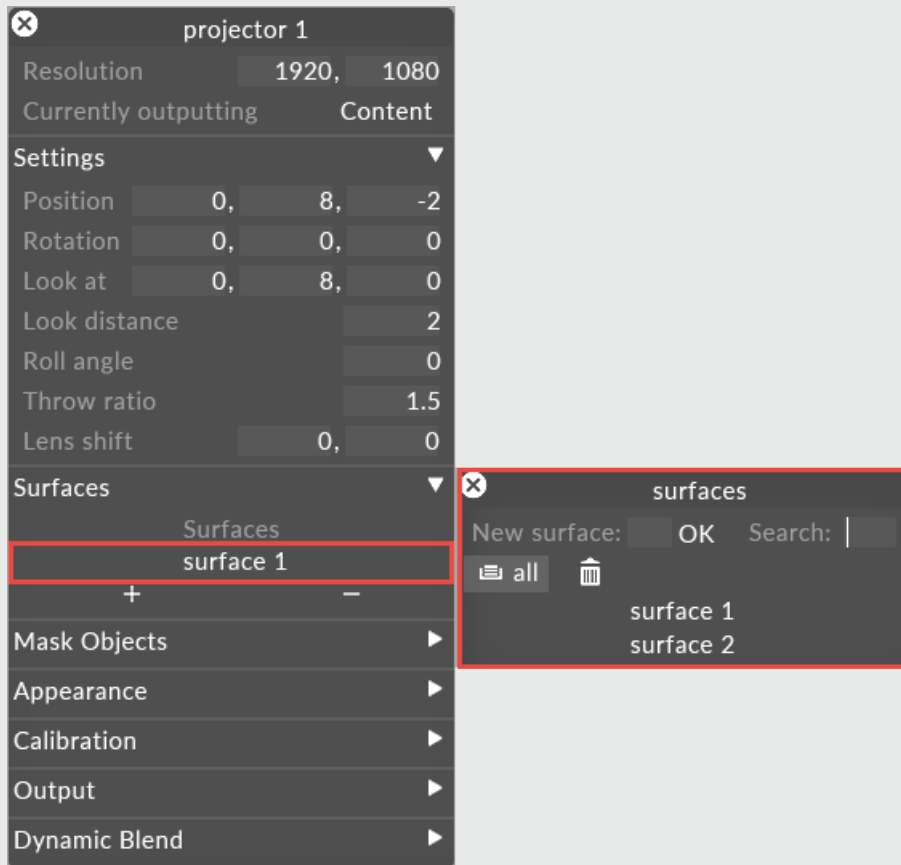 projector 1
Resolution 1920, 1080
Currently outputting Content
Settings
Position 0, 8, -2
Rotation 0, 0, 0
Look at 0, 8, 0
Look distance 2
Roll angle 0
Throw ratio 1.5
Lens shift 0, 0
Surfaces
Surfaces
surface 1
+ −
Mask Objects
Appearance
Calibration
Output
Dynamic Blend
surfaces
New surface: OK Search:
all
surface 1
surface 2